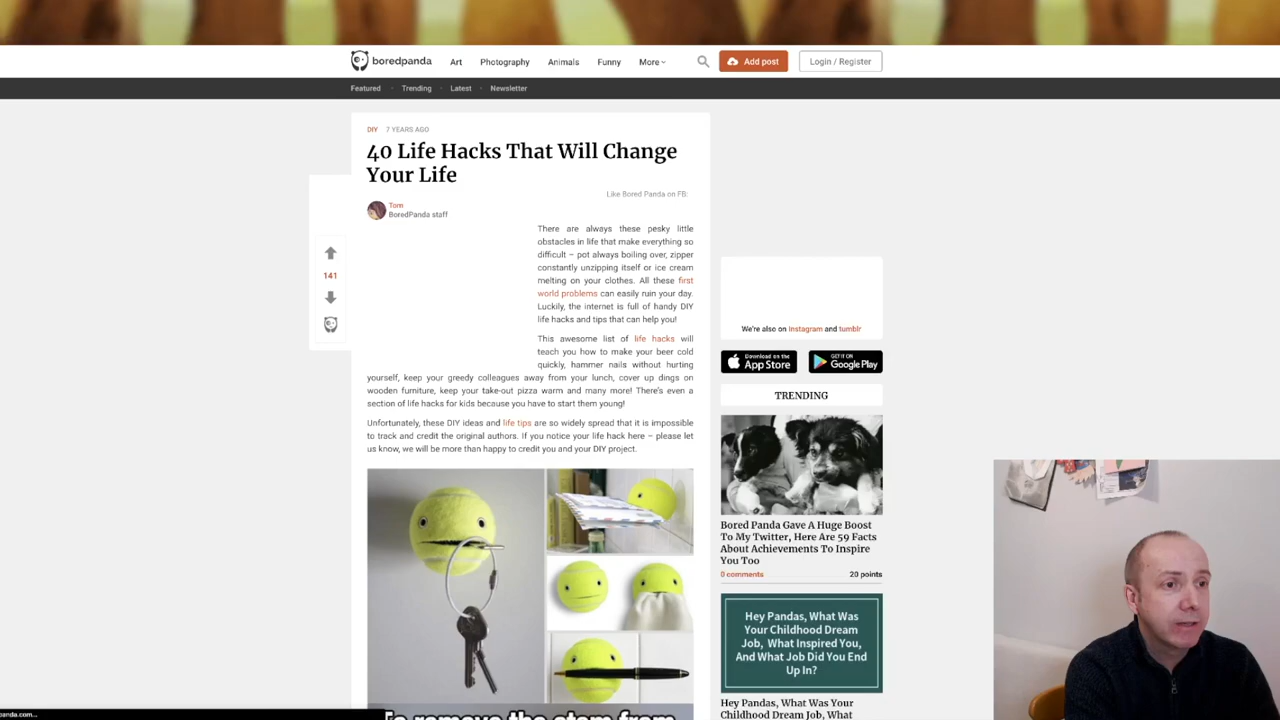 boredpanda
Art
Photography
Animals
Funny
More
Add post
Login / Register
Featured
Trending
Latest
Newsletter
DIY 7 YEARS AGO
40 Life Hacks That Will Change
Your Life
Like Bored Panda on FB:
Tom
BoredPanda staff
There are always these pesky little
obstacles in life that make everything so
difficult – pot always boiling over, zipper
constantly unzipping itself or ice cream
melting on your clothes. All these first
world problems can easily ruin your day.
Luckily, the internet is full of handy DIY
life hacks and tips that can help you!
This awesome list of life hacks will
teach you how to make your beer cold
quickly, hammer nails without hurting
yourself, keep your greedy colleagues away from your lunch, cover up dings on
wooden furniture, keep your take-out pizza warm and many more! There's even a
section of life hacks for kids because you have to start them young!
Unfortunately, these DIY ideas and life tips are so widely spread that it is impossible
to track and credit the original authors. If you notice your life hack here – please let
us know, we will be more than happy to credit you and your DIY project.
141
To remove the stem from
We're also on Instagram and tumblr
Download on the
App Store
GET IT ON
Google Play
TRENDING
Bored Panda Gave A Huge Boost
To My Twitter, Here Are 59 Facts
About Achievements To Inspire
You Too
0 comments
20 points
Hey Pandas, What Was
Your Childhood Dream
Job, What Inspired You,
And What Job Did You End
Up In?
Hey Pandas, What Was Your
Childhood Dream Job, What
panda.com...